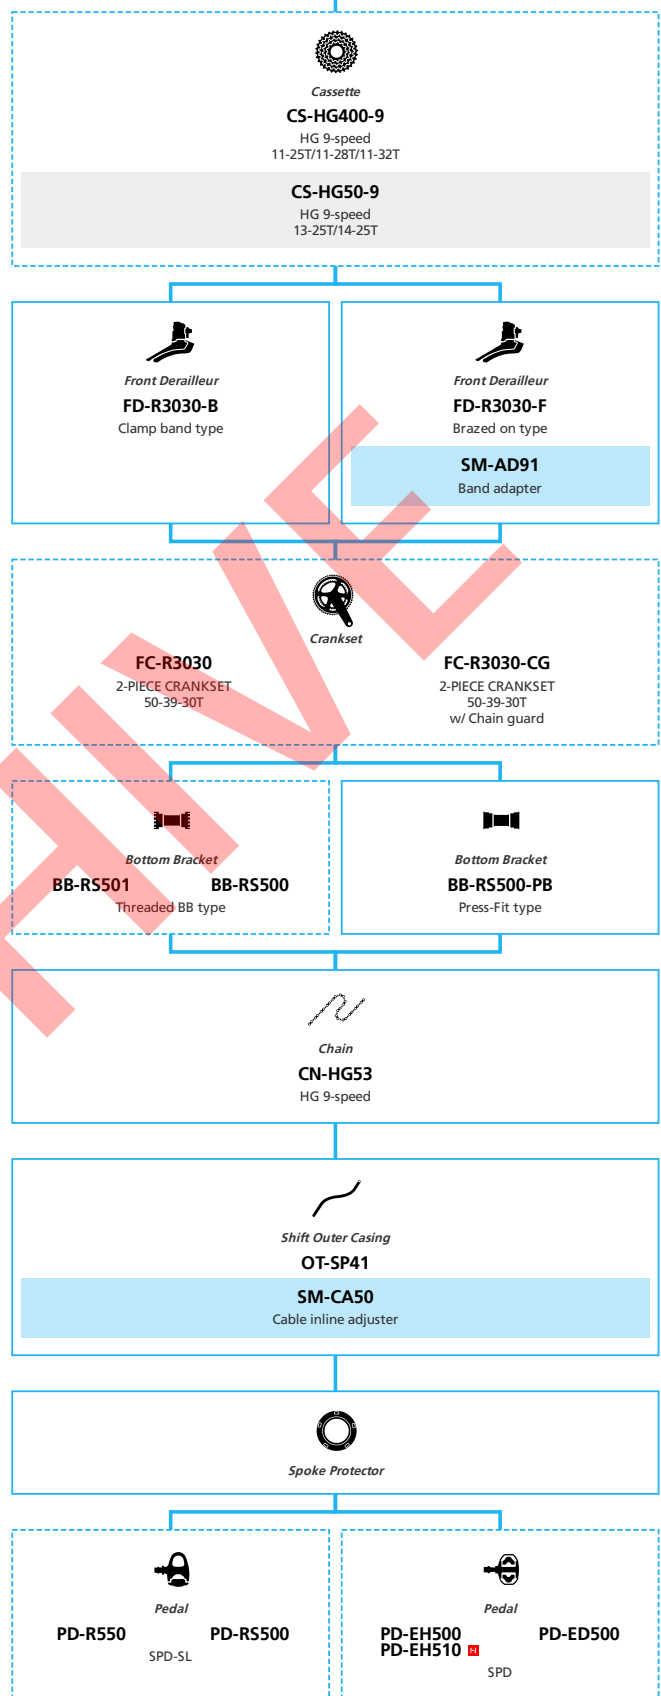 Cassette
CS-HG400-9
HG 9-speed
11-25T/11-28T/11-32T
CS-HG50-9
HG 9-speed
13-25T/14-25T
Front Derailleur
FD-R3030-B
Clamp band type
Front Derailleur
FD-R3030-F
Brazed on type
SM-AD91
Band adapter
Crankset
FC-R3030
2-PIECE CRANKSET
50-39-30T
FC-R3030-CG
2-PIECE CRANKSET
50-39-30T
w/ Chain guard
Bottom Bracket
BB-RS501 BB-RS500
Threaded BB type
Bottom Bracket
BB-RS500-PB
Press-Fit type
Chain
CN-HG53
HG 9-speed
Shift Outer Casing
OT-SP41
SM-CA50
Cable inline adjuster
Spoke Protector
Pedal
PD-R550 PD-RS500
SPD-SL
Pedal
PD-EH500 PD-ED500
PD-EH510 N
SPD
HIVE